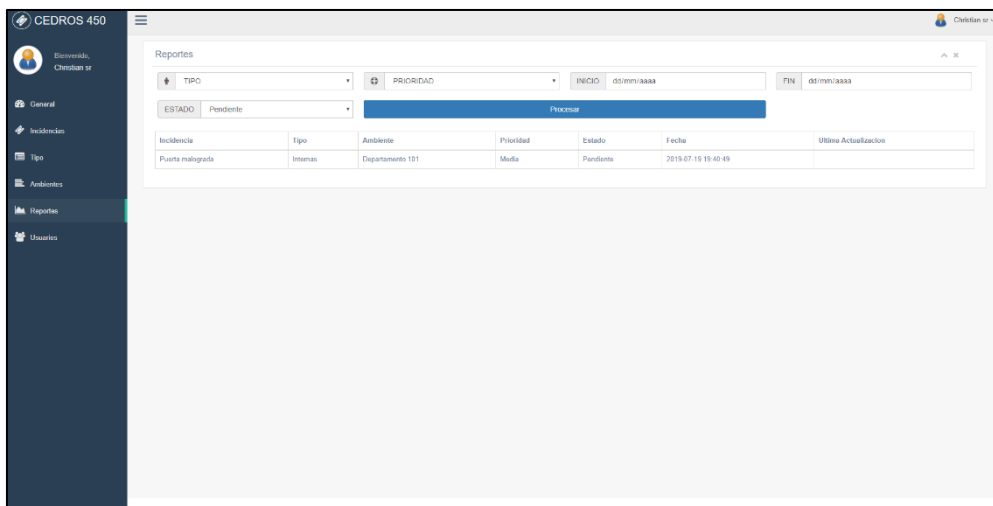 CEDROS 450
Christian sr
Bienvenido,
Christian sr
General
Incidencias
Tipo
Ambientes
Reportes
Usuarios
Reportes
TIPO
PRIORIDAD
INICIO dd/mm/aaaa
FIN dd/mm/aaaa
ESTADO Pendiente
Procesar
Incidencia Tipo Ambiente Prioridad Estado Fecha Ultima Actualizacion
Puerta malograda Internas Departamento 101 Media Pendiente 2019-07-19 19:40:49